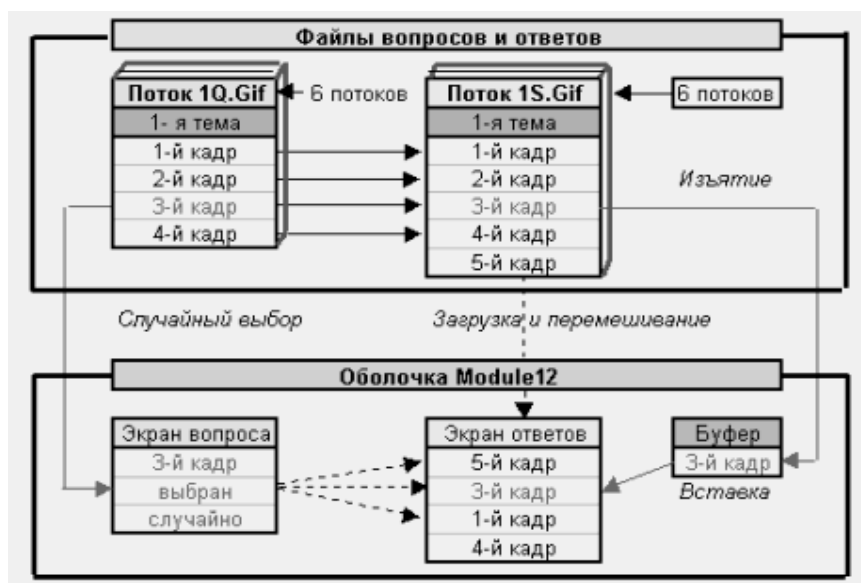 Файлы вопросов и ответов
Поток 1Q.Gif
6 потоков
Поток 1S.Gif
6 потоков
1- я тема
1-й кадр
2-й кадр
3-й кадр
4-й кадр
1-я тема
1-й кадр
2-й кадр
3-й кадр
4-й кадр
5-й кадр
Изъятие
Случайный выбор
Загрузка и перемешивание
Оболочка Module12
Экран вопроса
3-й кадр
выбран
случайно
Экран ответов
5-й кадр
3-й кадр
1-й кадр
4-й кадр
Буфер
3-й кадр
Вставка